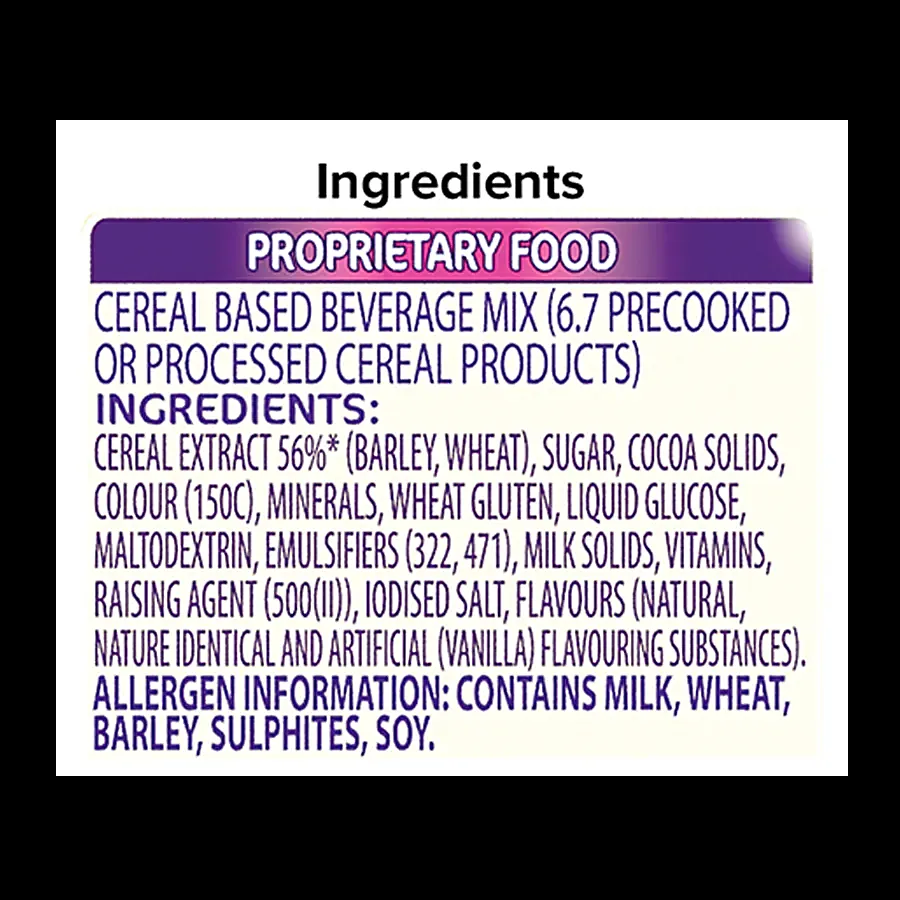 Ingredients
PROPRIETARY FOOD
CEREAL BASED BEVERAGE MIX (6.7 PRECOOKED
OR PROCESSED CEREAL PRODUCTS)
INGREDIENTS:
CEREAL EXTRACT 56%* (BARLEY, WHEAT), SUGAR, COCOA SOLIDS,
COLOUR (150C), MINERALS, WHEAT GLUTEN, LIQUID GLUCOSE,
MALTODEXTRIN, EMULSIFIERS (322, 471), MILK SOLIDS, VITAMINS,
RAISING AGENT (500(II)), IODISED SALT, FLAVOURS (NATURAL,
NATURE IDENTICAL AND ARTIFICIAL (VANILLA) FLAVOURING SUBSTANCES).
ALLERGEN INFORMATION: CONTAINS MILK, WHEAT,
BARLEY, SULPHITES, SOY.